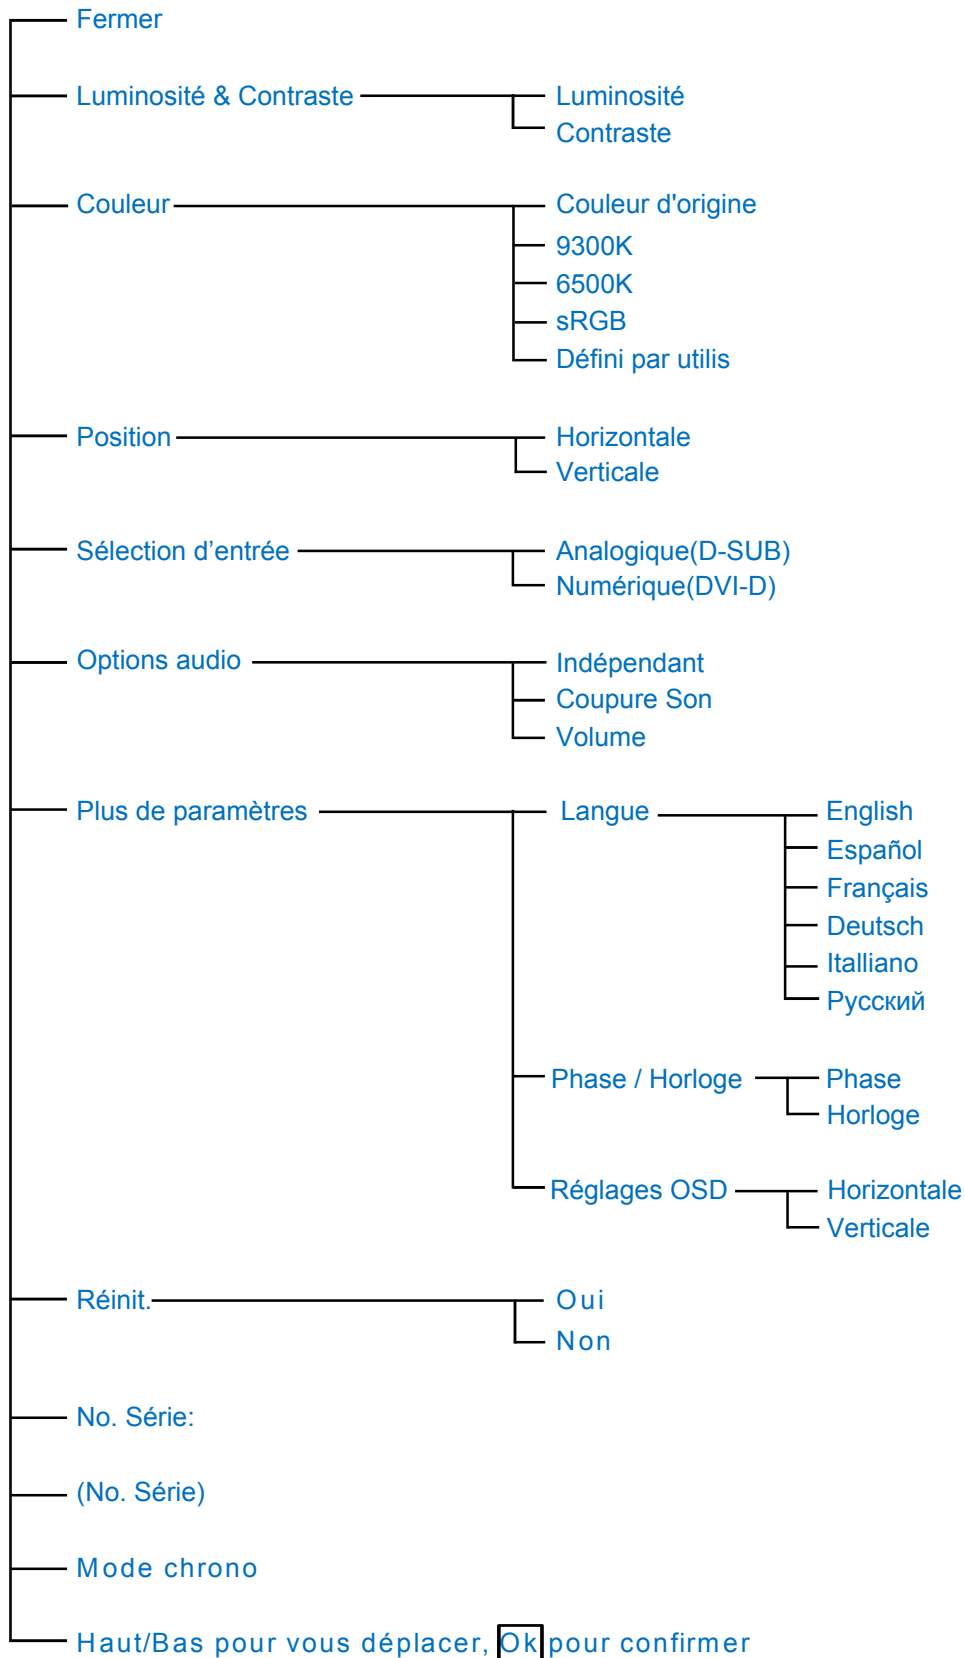 Fermer
Luminosité & Contraste
Luminosité
Contraste
Couleur
Couleur d'origine
9300K
6500K
sRGB
Défini par utilis
Position
Horizontale
Verticale
Sélection d’entrée
Analogique(D-SUB)
Numérique(DVI-D)
Options audio
Indépendant
Coupure Son
Volume
Plus de paramètres
Langue
English
Español
Français
Deutsch
Italliano
Русский
Phase / Horloge
Phase
Horloge
Réglages OSD
Horizontale
Verticale
Réinit.
Oui
Non
No. Série:
(No. Série)
Mode chrono
Haut/Bas pour vous déplacer, Ok pour confirmer